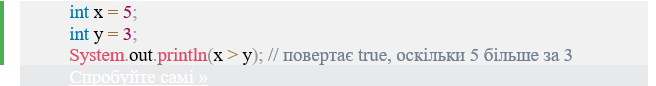 int x = 5;
int y = 3;
System.out.println(x > y); // повертає true, оскільки 5 більше за 3
Спробуйте самі »